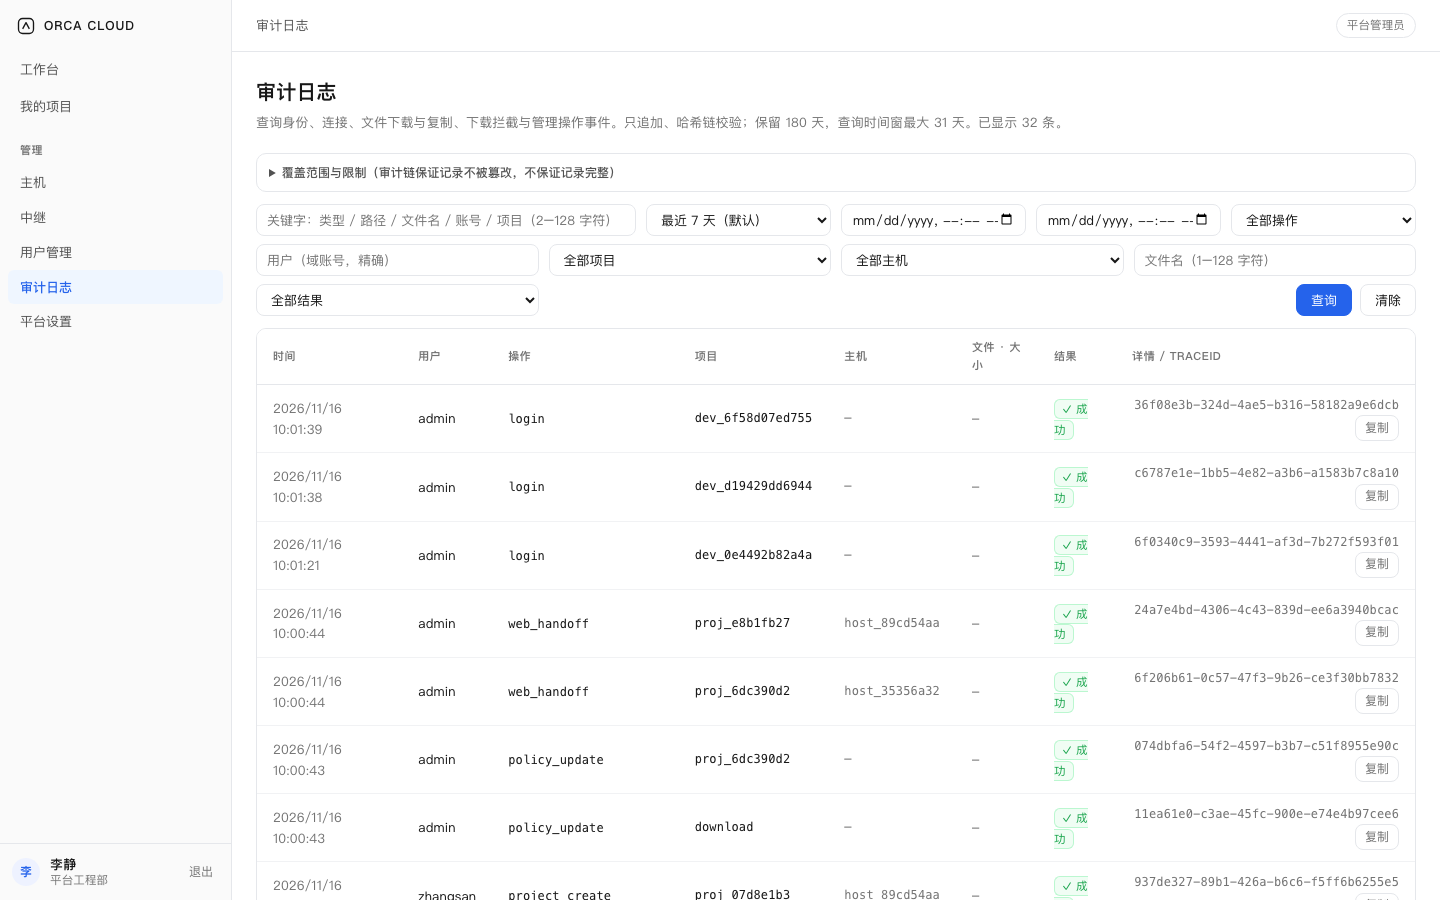 ORCA CLOUD
工作台
我的项目
管理
主机
中继
用户管理
审计日志
平台设置
李
李静
平台工程部
退出
审计日志
平台管理员
审计日志
查询身份、连接、文件下载与复制、下载拦截与管理操作事件。只追加、哈希链校验；保留 180 天，查询时间窗最大 31 天。已显示 32 条。
▶ 覆盖范围与限制（审计链保证记录不被篡改，不保证记录完整）
关键字：类型 / 路径 / 文件名 / 账号 / 项目（2–128 字符） 最近 7 天（默认） mm/dd/yyyy, --:-- -- mm/dd/yyyy, --:-- -- 全部操作
用户（域账号，精确） 全部项目 全部主机 文件名（1–128 字符）
全部结果 查询 清除
时间 用户 操作 项目 主机 文件 · 大小 结果 详情 / TRACEID
2026/11/16 10:01:39 admin login dev_6f58d07ed755 — — ✓ 成功 36f08e3b-324d-4ae5-b316-58182a9e6dcb 复制
2026/11/16 10:01:38 admin login dev_d19429dd6944 — — ✓ 成功 c6787e1e-1bb5-4e82-a3b6-a1583b7c8a10 复制
2026/11/16 10:01:21 admin login dev_0e4492b82a4a — — ✓ 成功 6f0340c9-3593-4441-af3d-7b272f593f01 复制
2026/11/16 10:00:44 admin web_handoff proj_e8b1fb27 host_89cd54aa — ✓ 成功 24a7e4bd-4306-4c43-839d-ee6a3940bcac 复制
2026/11/16 10:00:44 admin web_handoff proj_6dc390d2 host_35356a32 — ✓ 成功 6f206b61-0c57-47f3-9b26-ce3f30bb7832 复制
2026/11/16 10:00:43 admin policy_update proj_6dc390d2 — — ✓ 成功 074dbfa6-54f2-4597-b3b7-c51f8955e90c 复制
2026/11/16 10:00:43 admin policy_update download — — ✓ 成功 11ea61e0-c3ae-45fc-900e-e74e4b97cee6 复制
2026/11/16 zhangsan project_create proj_07d8e1b3 host_89cd54aa — ✓ 成功 937de327-89b1-426a-b6c6-f5ff6b6255e5